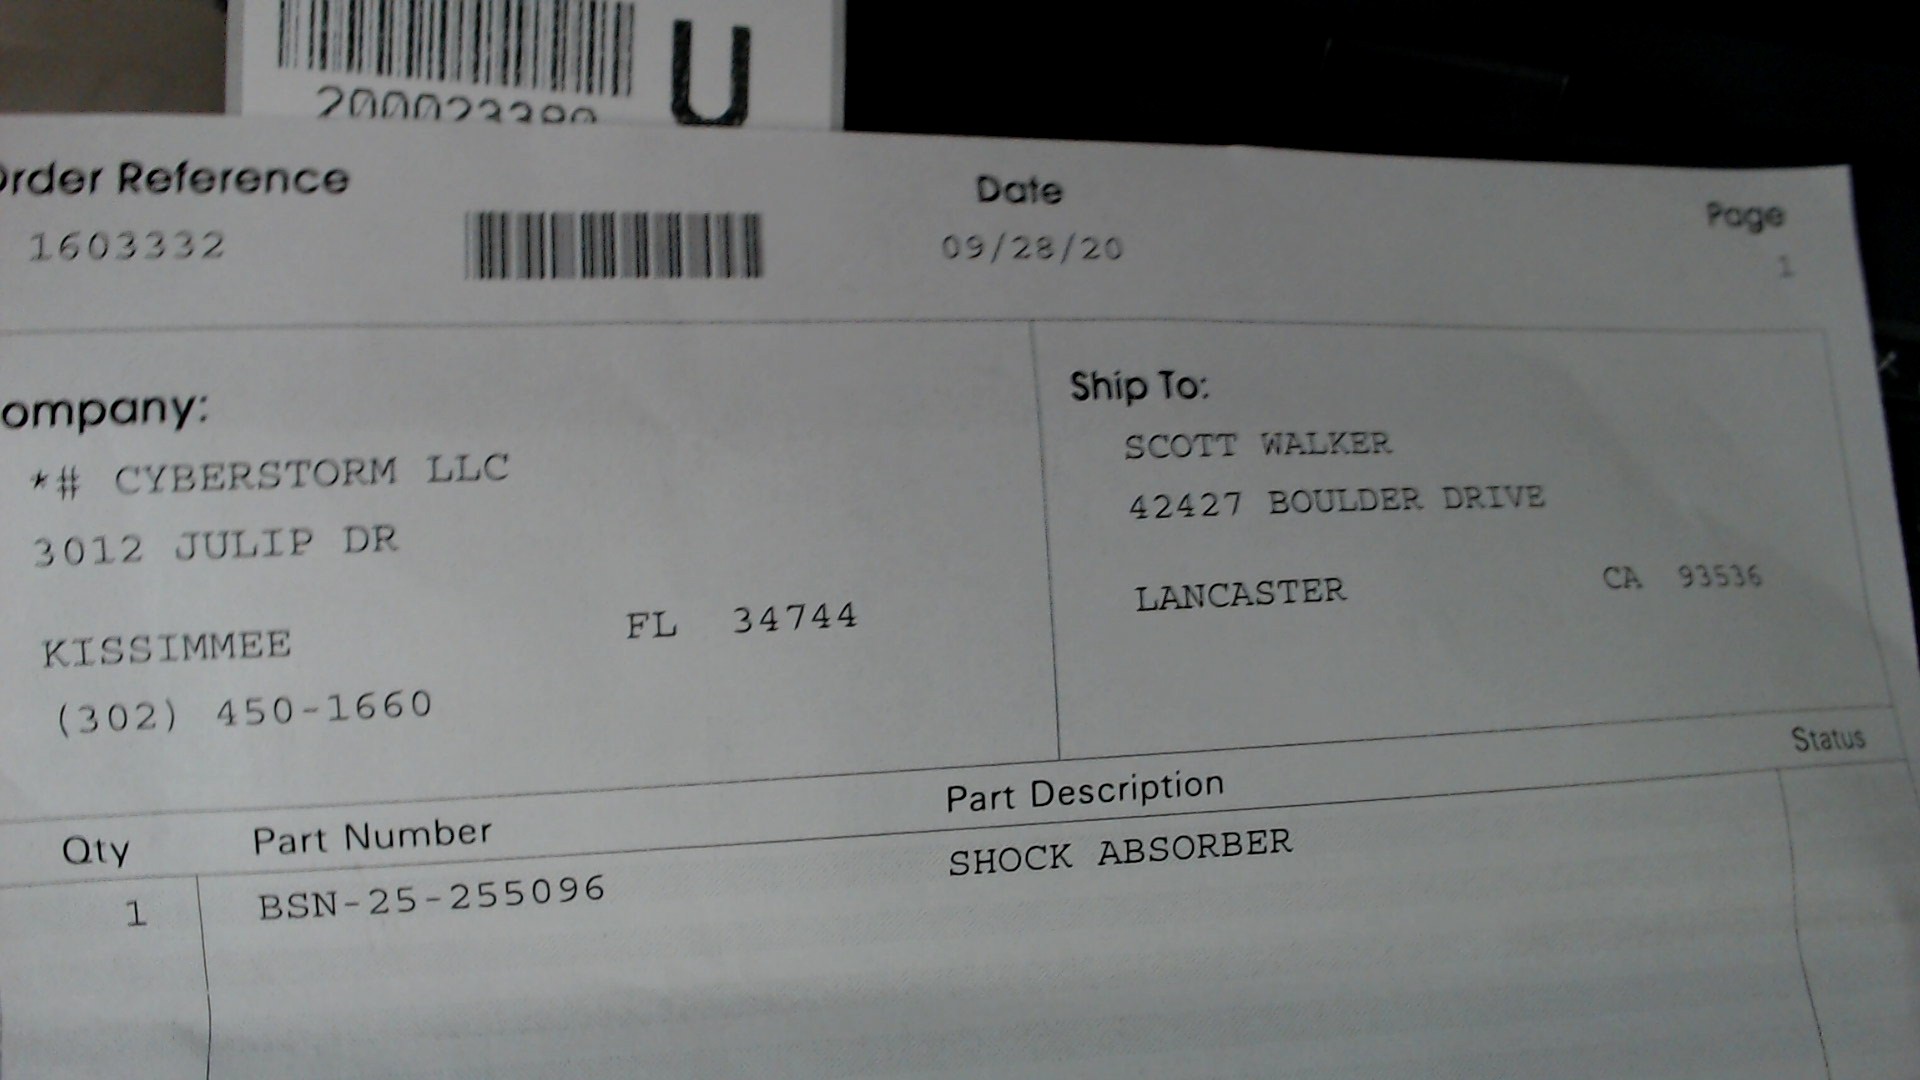 U
Order Reference
1603332
Date
09/28/20
Page
1
ompany:
*# CYBERSTORM LLC
3012 JULIP DR
KISSIMMEE FL 34744
(302) 450-1660
Ship To:
SCOTT WALKER
42427 BOULDER DRIVE
LANCASTER CA 93536
Qty Part Number Part Description Status
1 BSN-25-255096 SHOCK ABSORBER